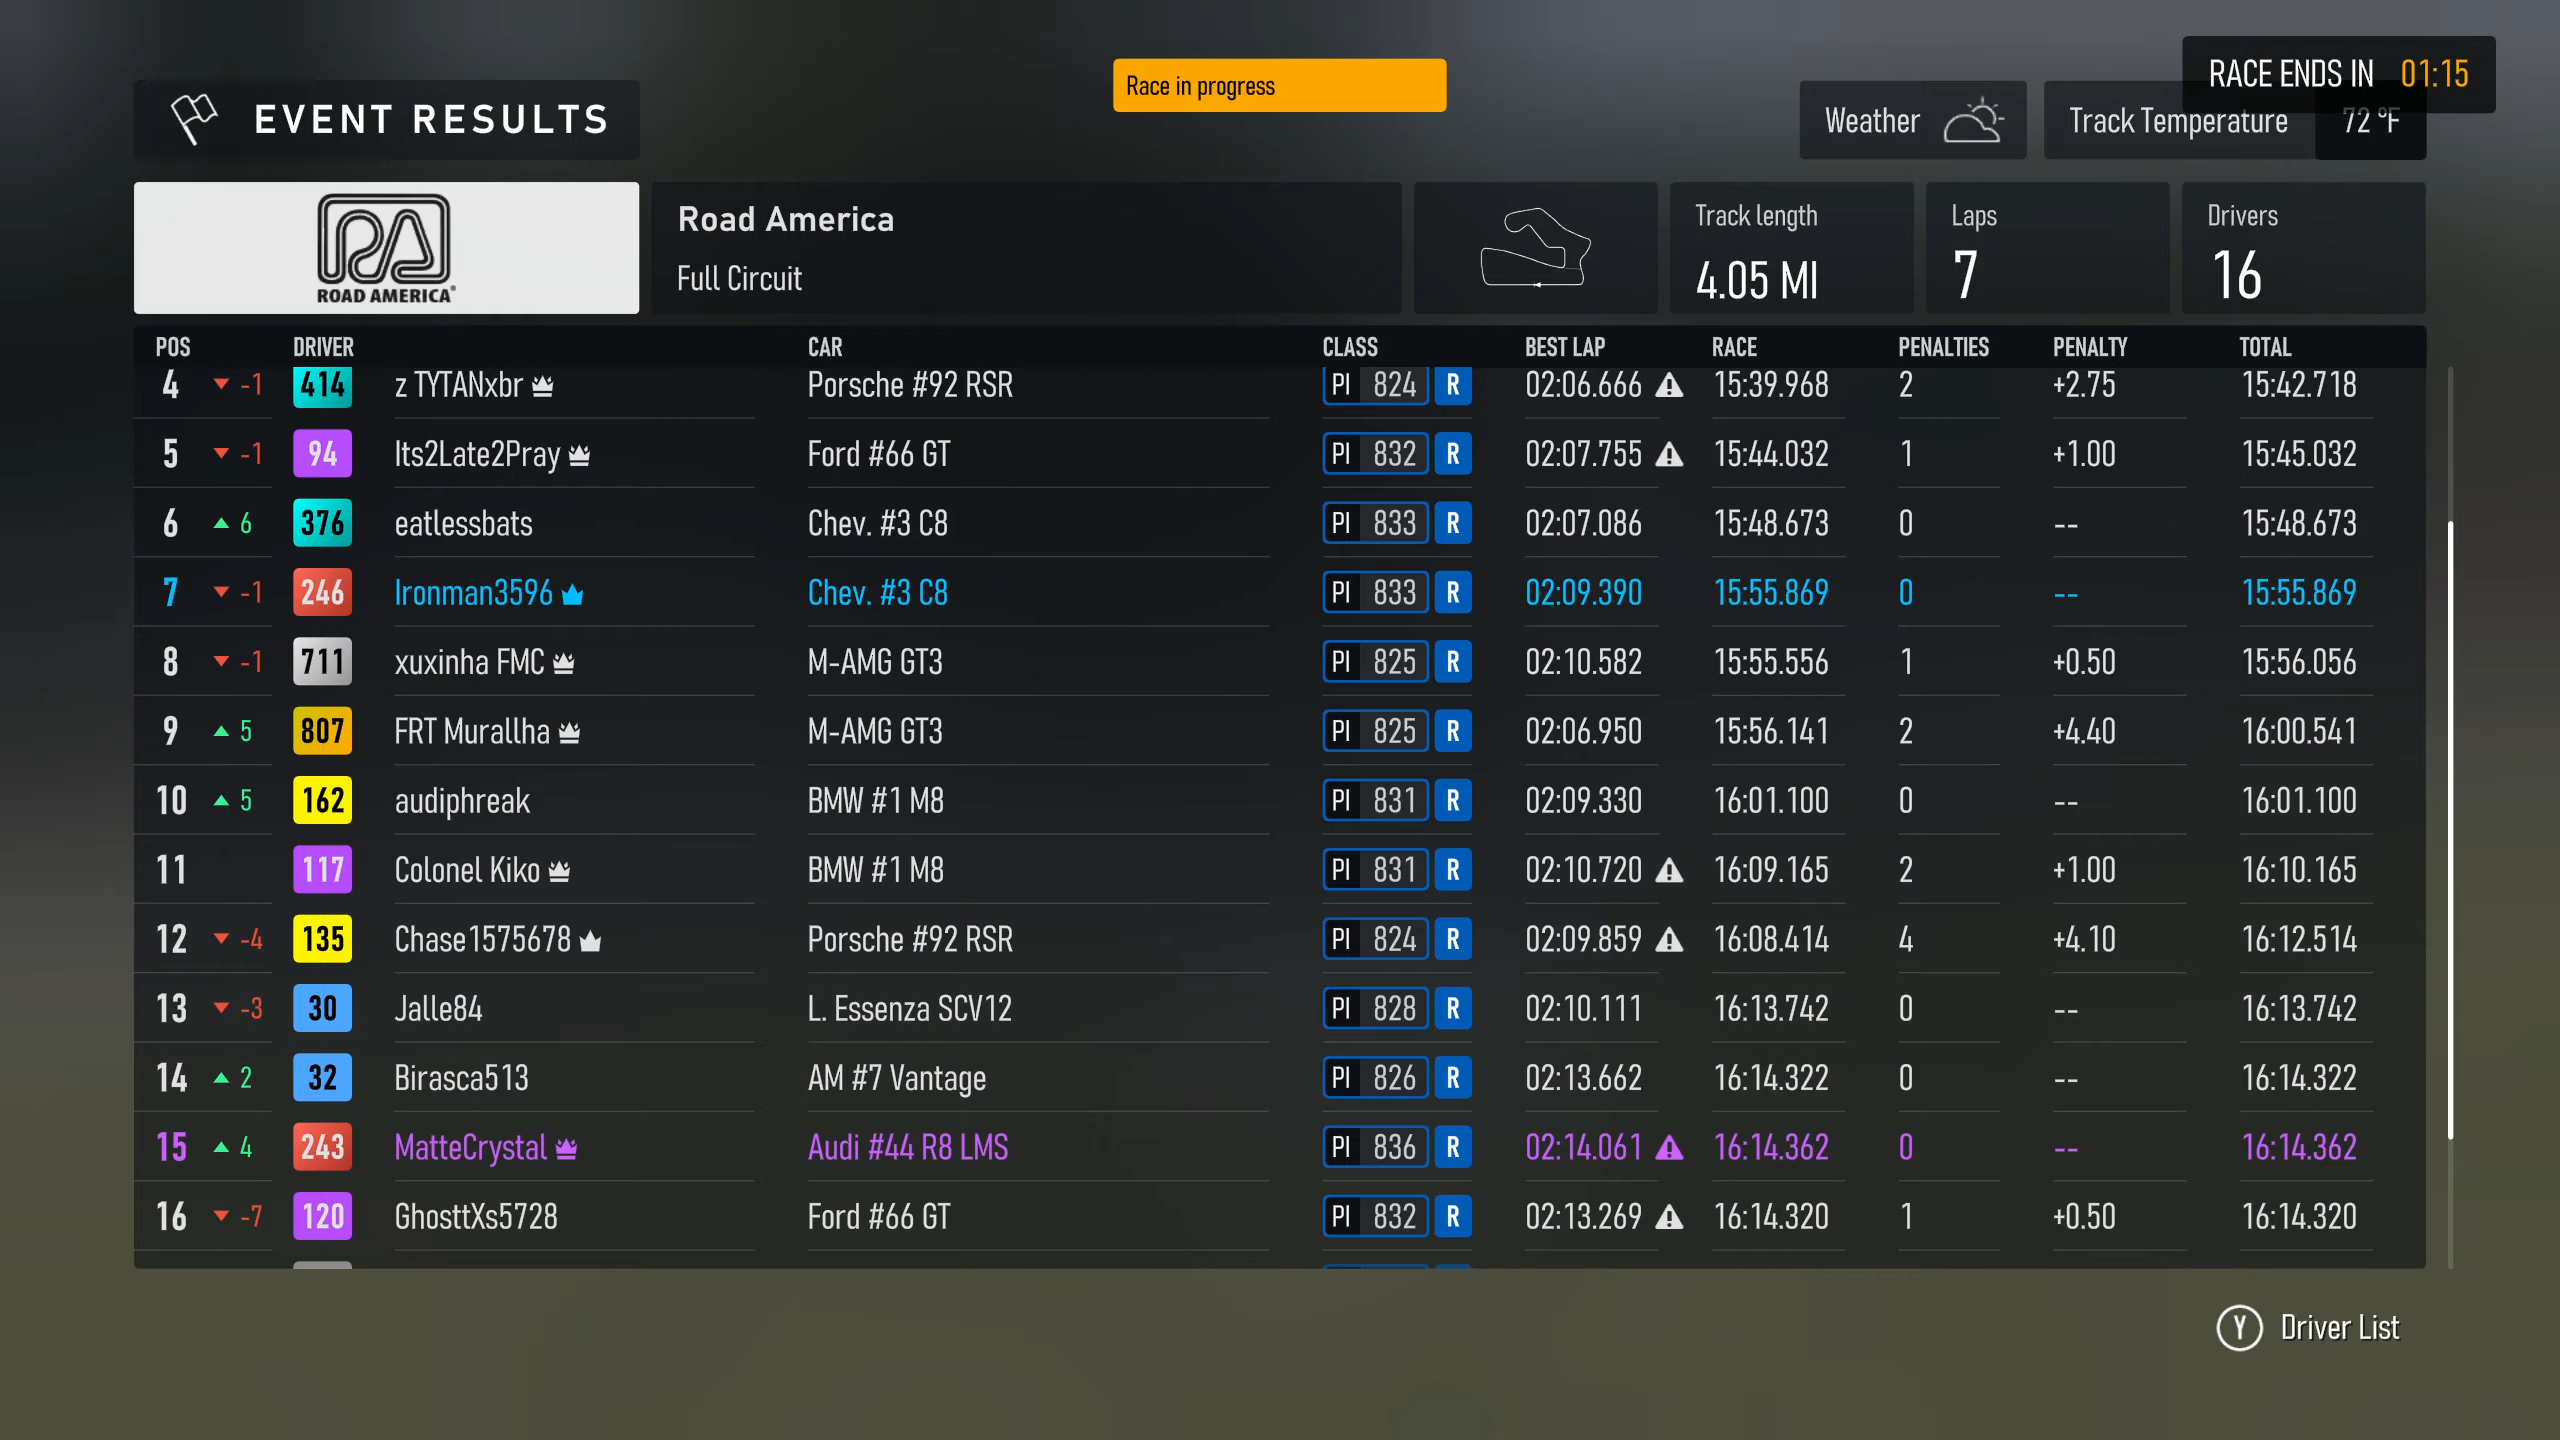 RACE ENDS IN 01:15
Race in progress
EVENT RESULTS
Weather
Track Temperature 72 °F
ROAD AMERICA
Road America
Full Circuit
Track length
4.05 MI
Laps
7
Drivers
16
POS DRIVER CAR CLASS BEST LAP RACE PENALTIES PENALTY TOTAL
4 -1 414 z TYTANxbr Porsche #92 RSR PI 824 R 02:06.666 15:39.968 2 +2.75 15:42.718
5 -1 94 Its2Late2Pray Ford #66 GT PI 832 R 02:07.755 15:44.032 1 +1.00 15:45.032
6 6 376 eatlessbats Chev. #3 C8 PI 833 R 02:07.086 15:48.673 0 -- 15:48.673
7 -1 246 Ironman3596 Chev. #3 C8 PI 833 R 02:09.390 15:55.869 0 -- 15:55.869
8 -1 711 xuxinha FMC M-AMG GT3 PI 825 R 02:10.582 15:55.556 1 +0.50 15:56.056
9 5 807 FRT Murallha M-AMG GT3 PI 825 R 02:06.950 15:56.141 2 +4.40 16:00.541
10 5 162 audiphreak BMW #1 M8 PI 831 R 02:09.330 16:01.100 0 -- 16:01.100
11 117 Colonel Kiko BMW #1 M8 PI 831 R 02:10.720 16:09.165 2 +1.00 16:10.165
12 -4 135 Chase1575678 Porsche #92 RSR PI 824 R 02:09.859 16:08.414 4 +4.10 16:12.514
13 -3 30 Jalle84 L. Essenza SCV12 PI 828 R 02:10.111 16:13.742 0 -- 16:13.742
14 2 32 Birasca513 AM #7 Vantage PI 826 R 02:13.662 16:14.322 0 -- 16:14.322
15 4 243 MatteCrystal Audi #44 R8 LMS PI 836 R 02:14.061 16:14.362 0 -- 16:14.362
16 -7 120 GhosttXs5728 Ford #66 GT PI 832 R 02:13.269 16:14.320 1 +0.50 16:14.320
Y Driver List